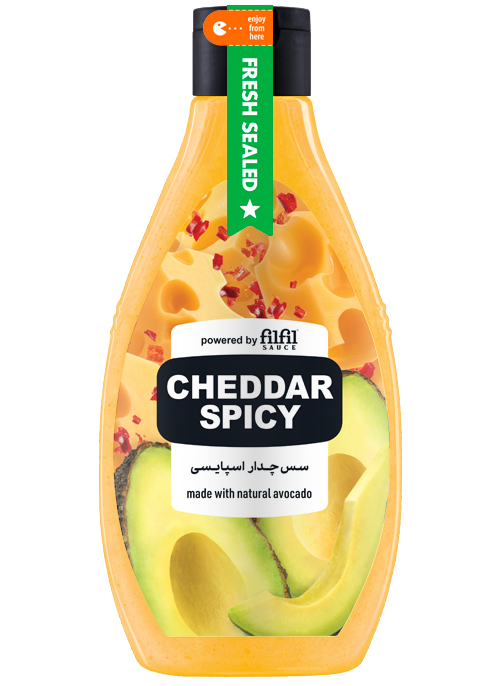 enjoy
from
here
FRESH SEALED
powered by filfil
SAUCE
CHEDDAR
SPICY
سس چدار اسپایسی
made with natural avocado